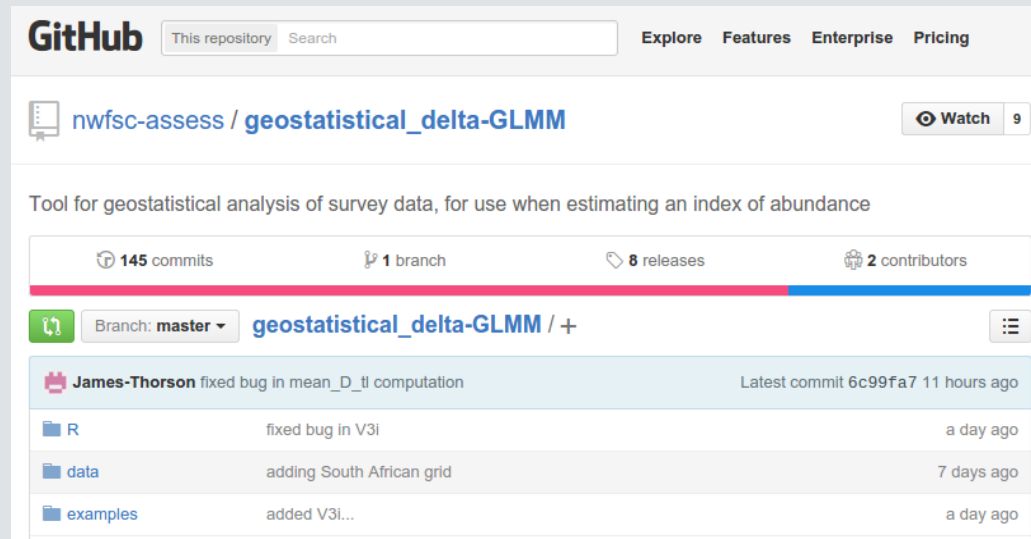 GitHub This repository Search Explore Features Enterprise Pricing
nwfsc-assess / geostatistical_delta-GLMM Watch 9
Tool for geostatistical analysis of survey data, for use when estimating an index of abundance
145 commits 1 branch 8 releases 2 contributors
Branch: master geostatistical_delta-GLMM / +
James-Thorson fixed bug in mean_D_tl computation Latest commit 6c99fa7 11 hours ago
R fixed bug in V3i a day ago
data adding South African grid 7 days ago
examples added V3i... a day ago